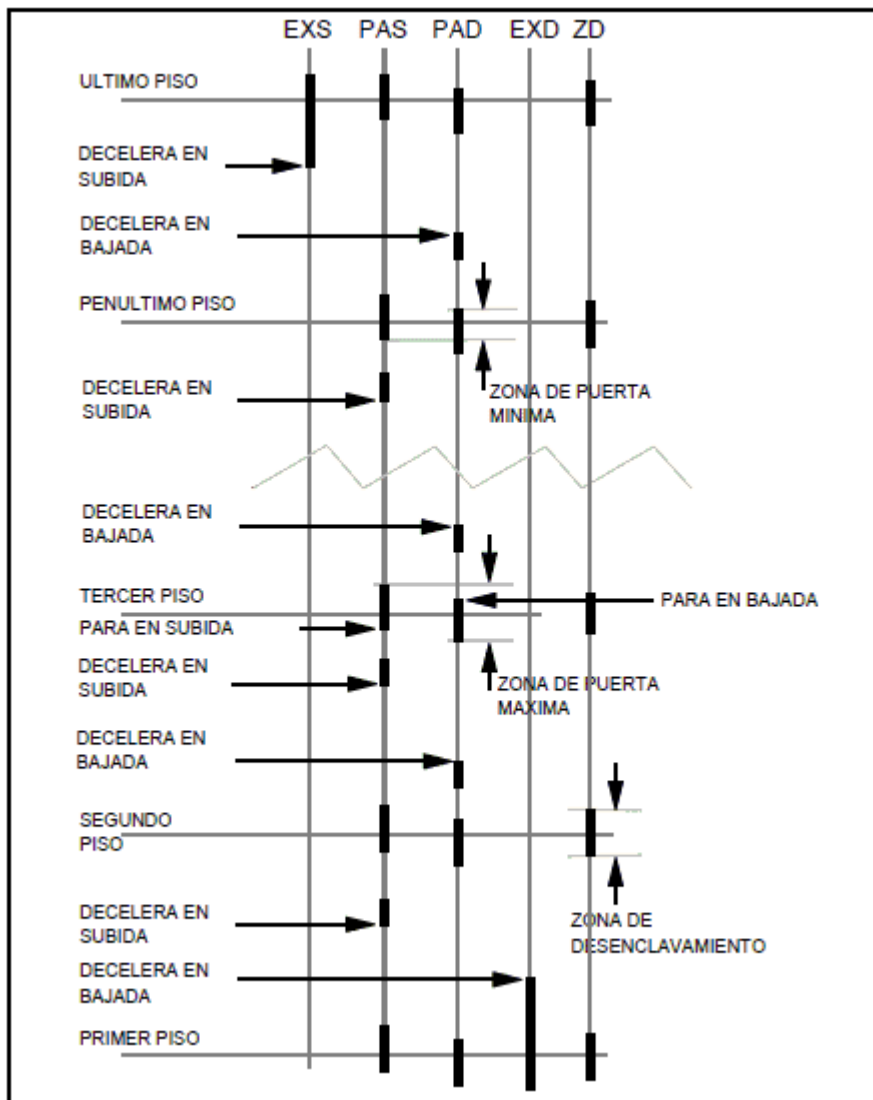 EXS PAS PAD EXD ZD
ULTIMO PISO
DECELERA EN
SUBIDA
DECELERA EN
BAJADA
PENULTIMO PISO
DECELERA EN
SUBIDA
ZONA DE PUERTA
MINIMA
DECELERA EN
BAJADA
TERCER PISO
PARA EN BAJADA
PARA EN SUBIDA
DECELERA EN
SUBIDA
ZONA DE PUERTA
MAXIMA
DECELERA EN
BAJADA
SEGUNDO
PISO
DECELERA EN
SUBIDA
ZONA DE
DESENCLAVAMIENTO
DECELERA EN
BAJADA
PRIMER PISO